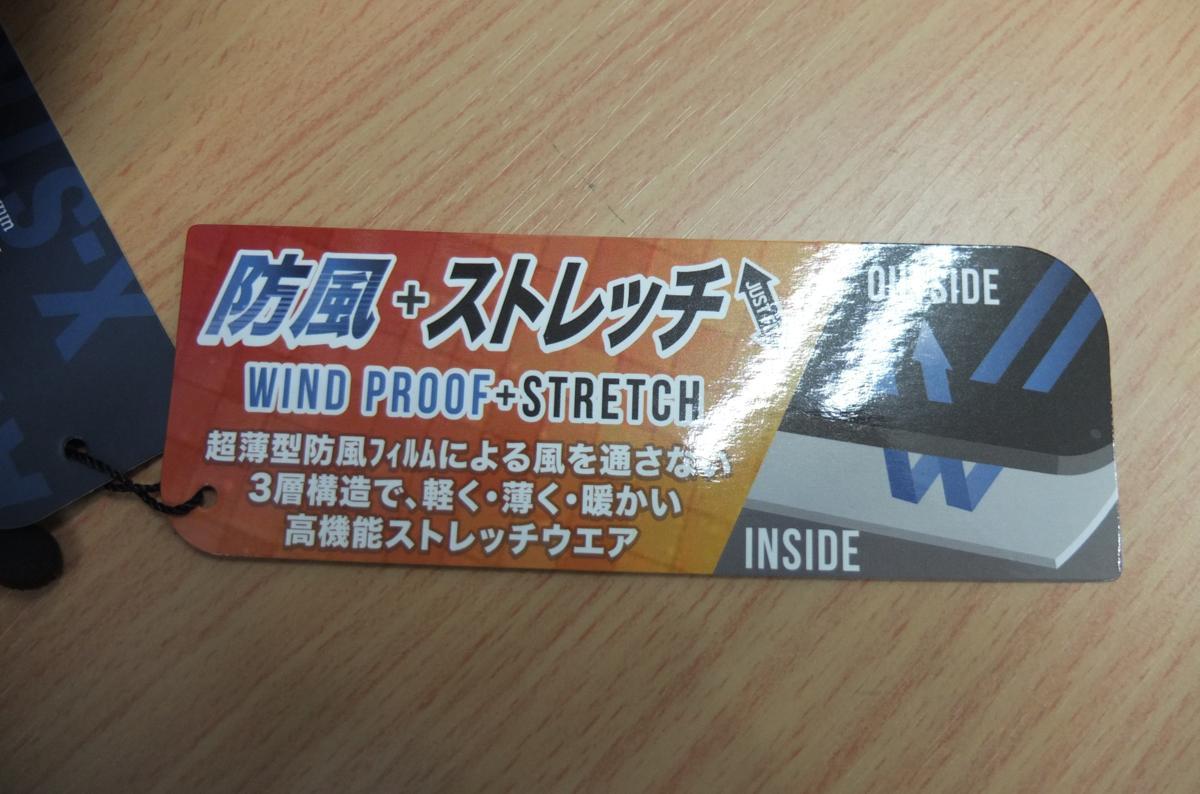 防風+ストレッチ
JUST
WIND PROOF+STRETCH
超薄型防風フィルムによる風を通さない
3層構造で、軽く・薄く・暖かい
高機能ストレッチウエア
OUTSIDE
W
INSIDE